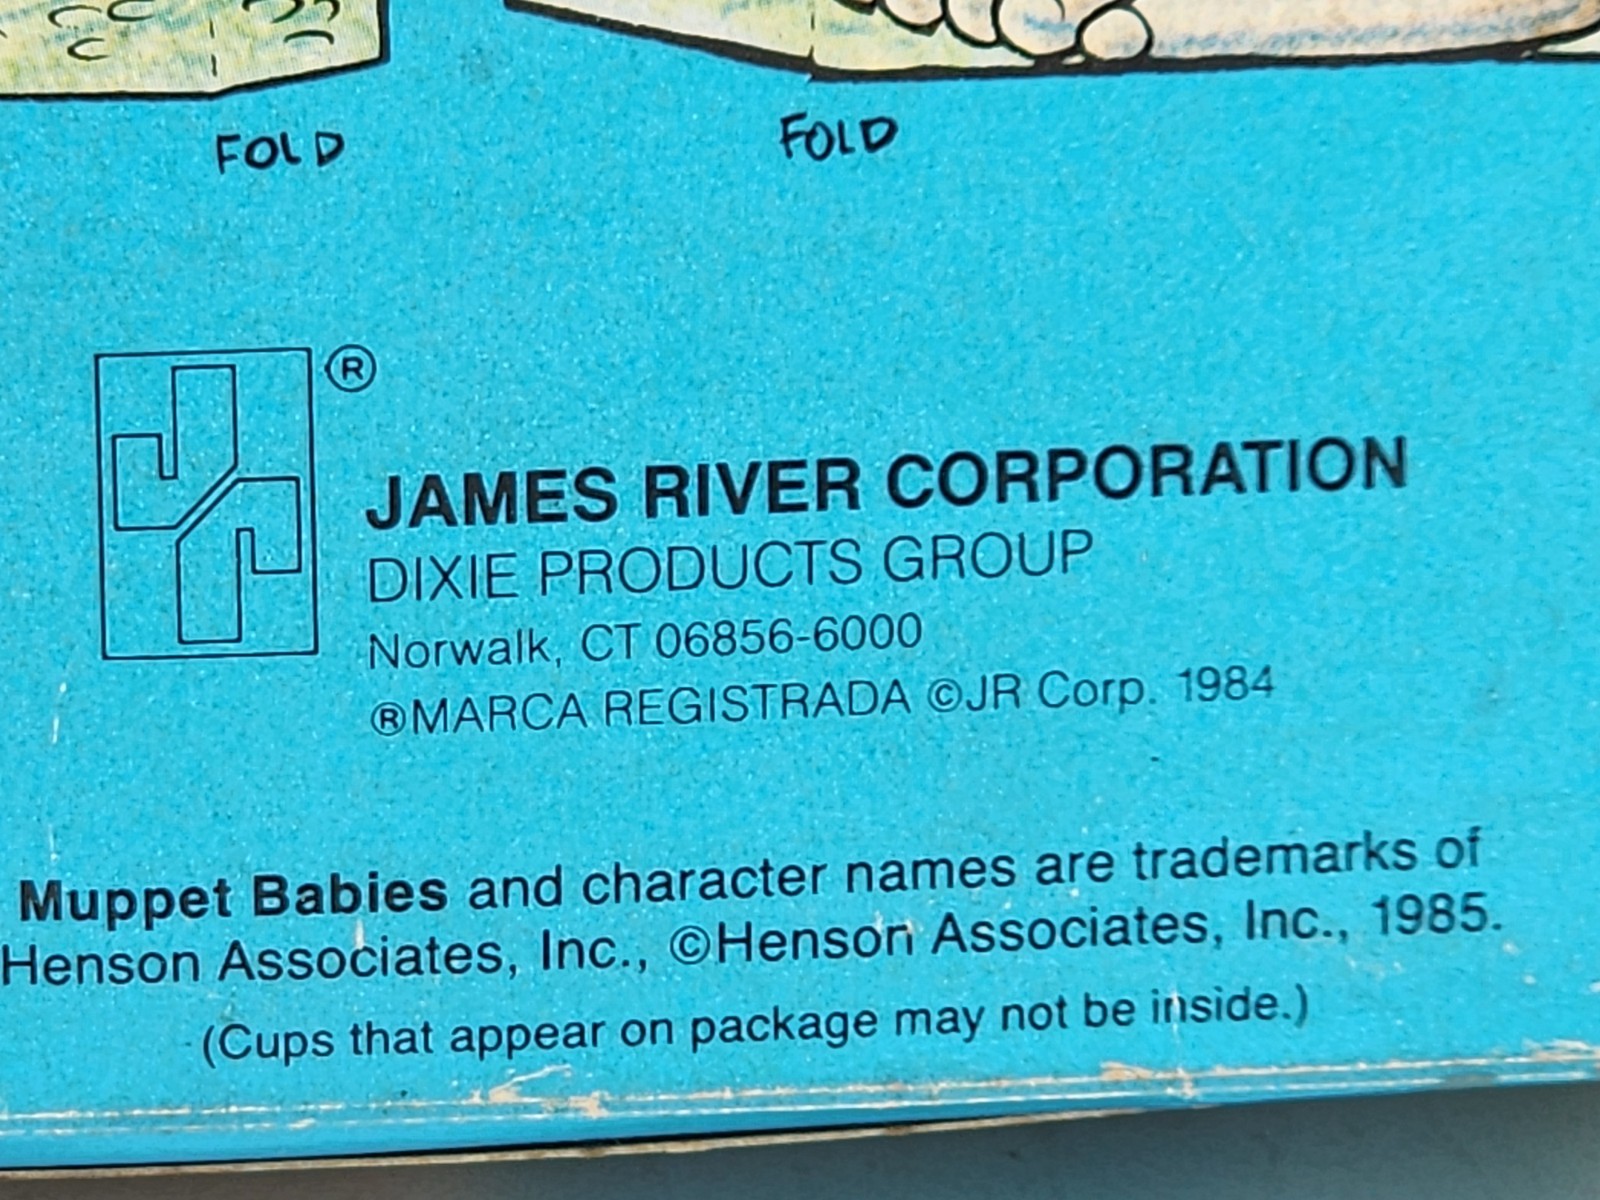 FOLD FOLD
®
JAMES RIVER CORPORATION
DIXIE PRODUCTS GROUP
Norwalk, CT 06856-6000
®MARCA REGISTRADA ©JR Corp. 1984
Muppet Babies and character names are trademarks of
Henson Associates, Inc., ©Henson Associates, Inc., 1985.
(Cups that appear on package may not be inside.)